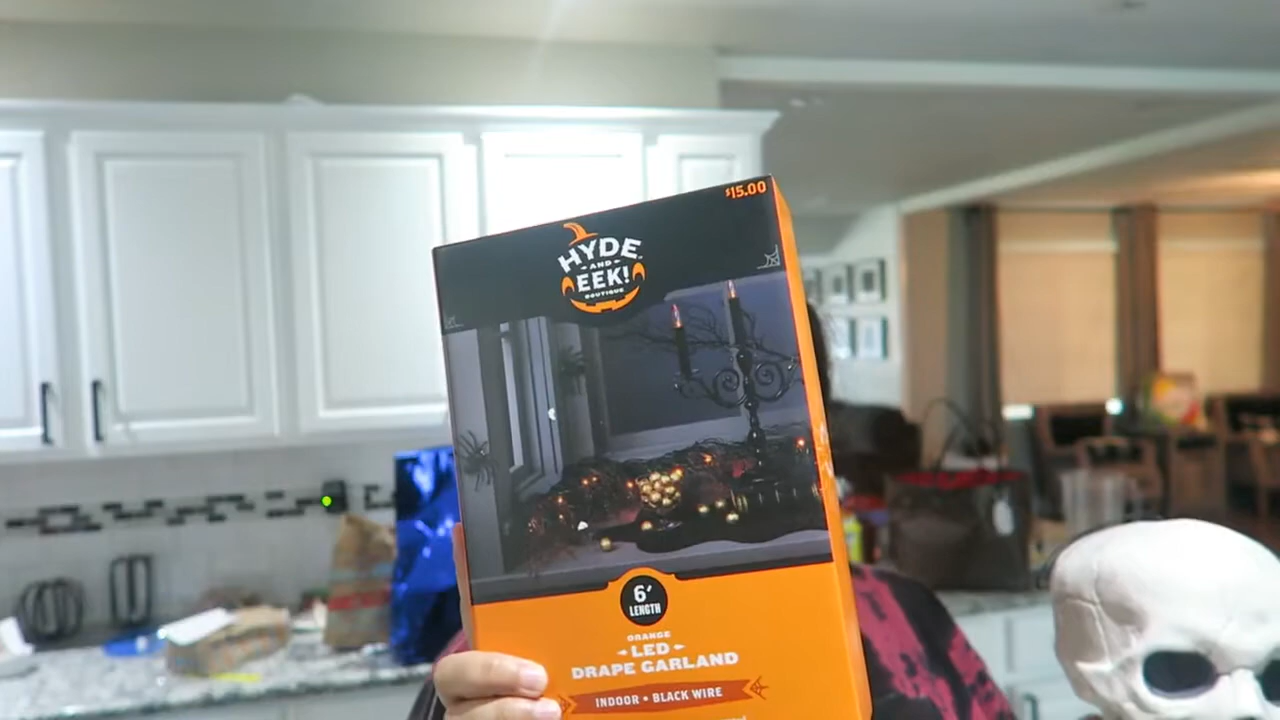 $15.00
HYDE
AND
EEK!
BOUTIQUE
6'
LENGTH
ORANGE
LED
DRAPE GARLAND
INDOOR • BLACK WIRE